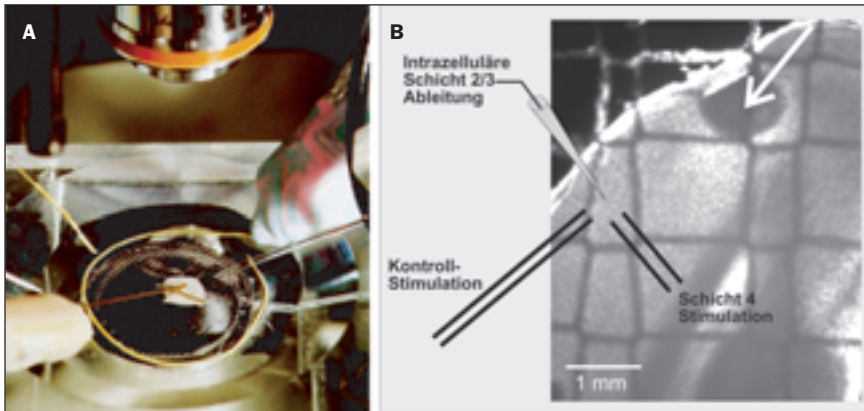 A
B
Intrazelluläre
Schicht 2/3
Ableitung
Kontroll-
Stimulation
Schicht 4
Stimulation
1 mm